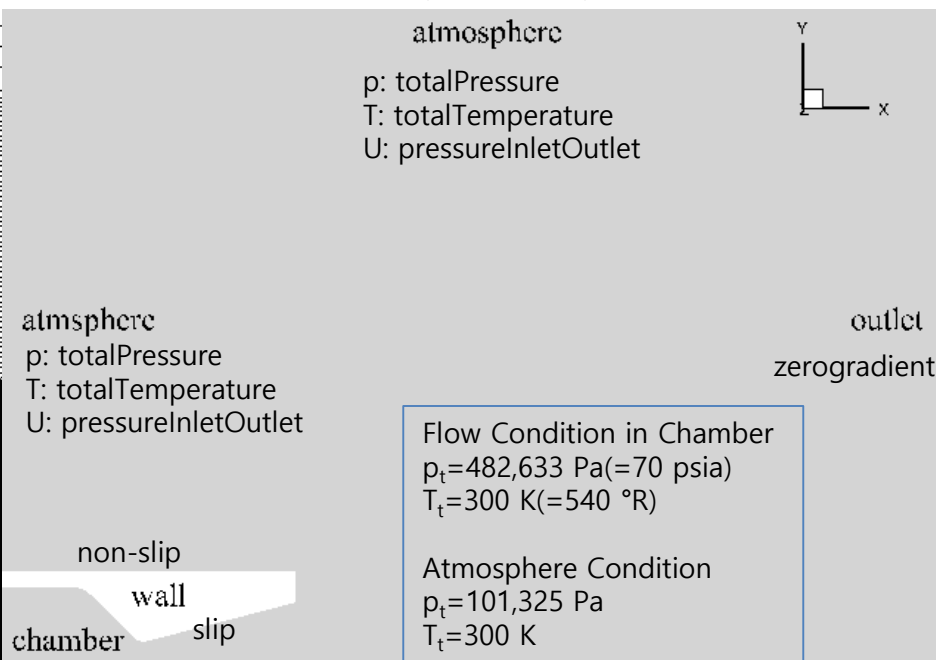 atmosphere
p: totalPressure
T: totalTemperature
U: pressureInletOutlet
Y
Z
X
atmsphere
p: totalPressure
T: totalTemperature
U: pressureInletOutlet
outlet
zerogradient
Flow Condition in Chamber
pₜ=482,633 Pa(=70 psia)
Tₜ=300 K(=540 °R)
Atmosphere Condition
pₜ=101,325 Pa
Tₜ=300 K
non-slip
wall
slip
chamber